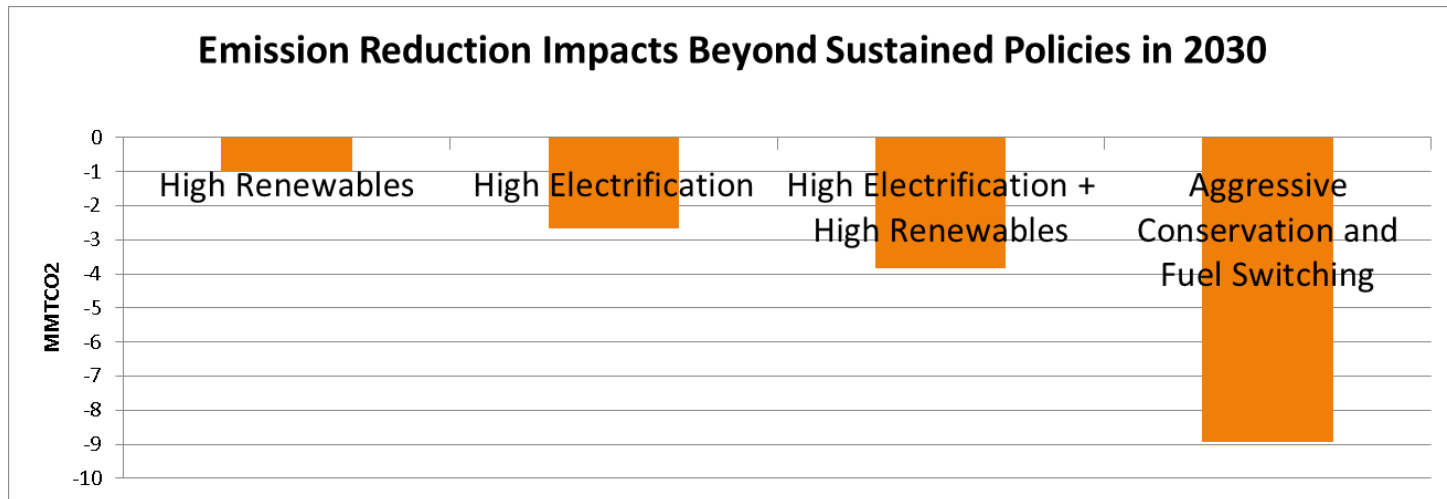 Emission Reduction Impacts Beyond Sustained Policies in 2030
0
-1
-2
-3
-4
-5
-6
-7
-8
-9
-10
MMTCO2
High Renewables
High Electrification
High Electrification +
High Renewables
Aggressive
Conservation and
Fuel Switching